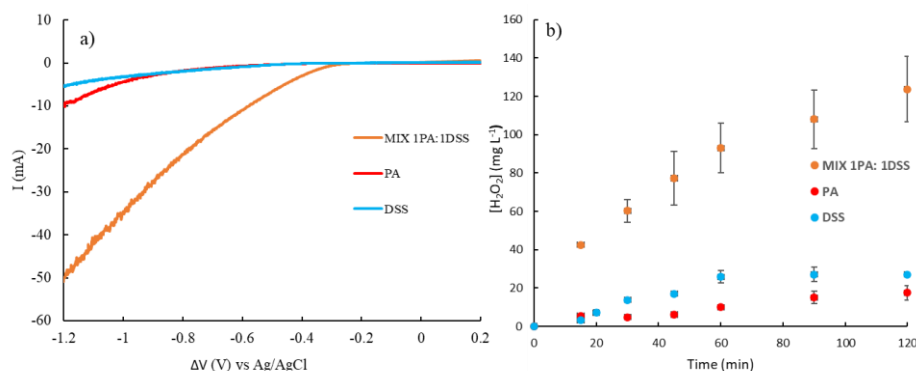 a)
10
0
-10
-20
-30
-40
-50
-60
I (mA)
-1.2 -1 -0.8 -0.6 -0.4 -0.2 0 0.2
ΔV (V) vs Ag/AgCl
MIX 1PA:1DSS
PA
DSS
b)
160
140
120
100
80
60
40
20
0
[H₂O₂] (mg L⁻¹)
0 20 40 60 80 100 120
Time (min)
MIX 1PA: 1DSS
PA
DSS